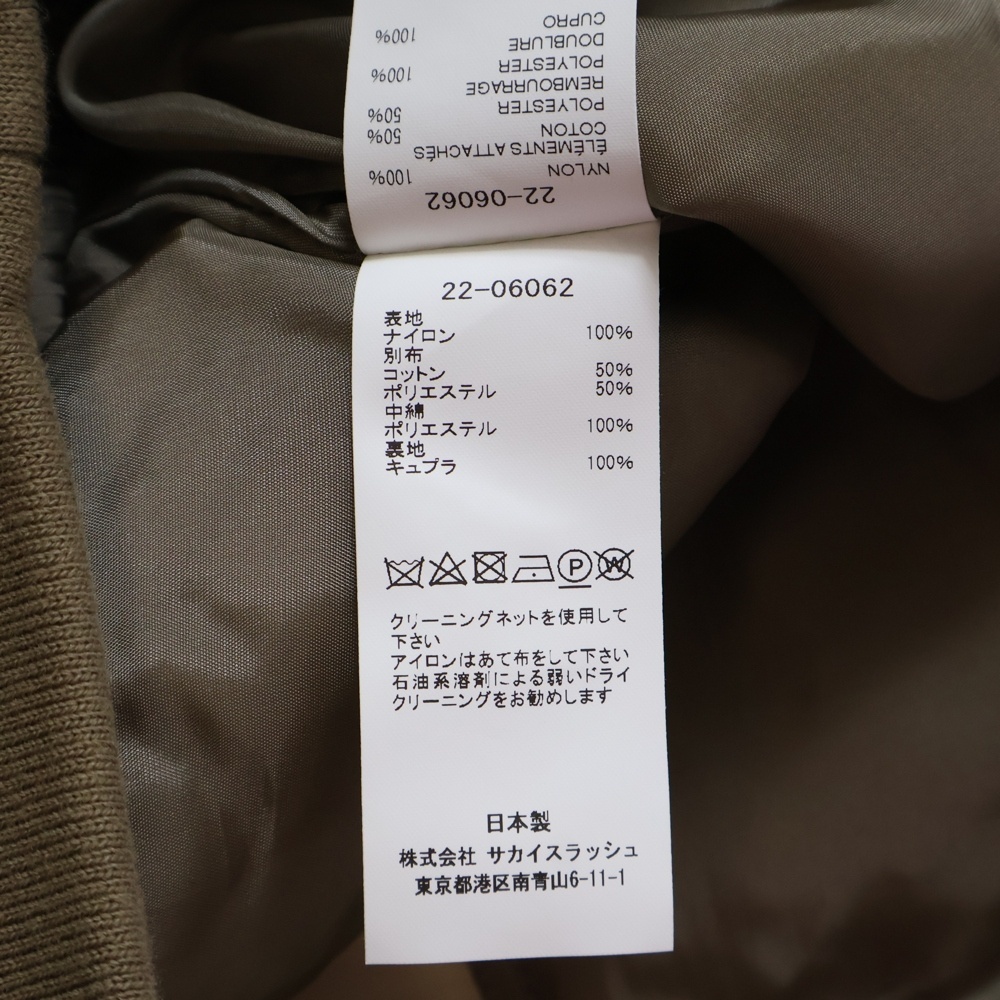 22-06062
NYLON 100%
ÉLÉMENTS ATTACHÉS
COTON 50%
POLYESTER 50%
REMBOURRAGE
POLYESTER 100%
DOUBLURE
CUPRO 100%
22-06062
表地
ナイロン 100%
別布
コットン 50%
ポリエステル 50%
中綿
ポリエステル 100%
裏地
キュプラ 100%
P W
クリーニングネットを使用して
下さい
アイロンはあて布をして下さい
石油系溶剤による弱いドライ
クリーニングをお勧めします
日本製
株式会社 サカイスラッシュ
東京都港区南青山6-11-1